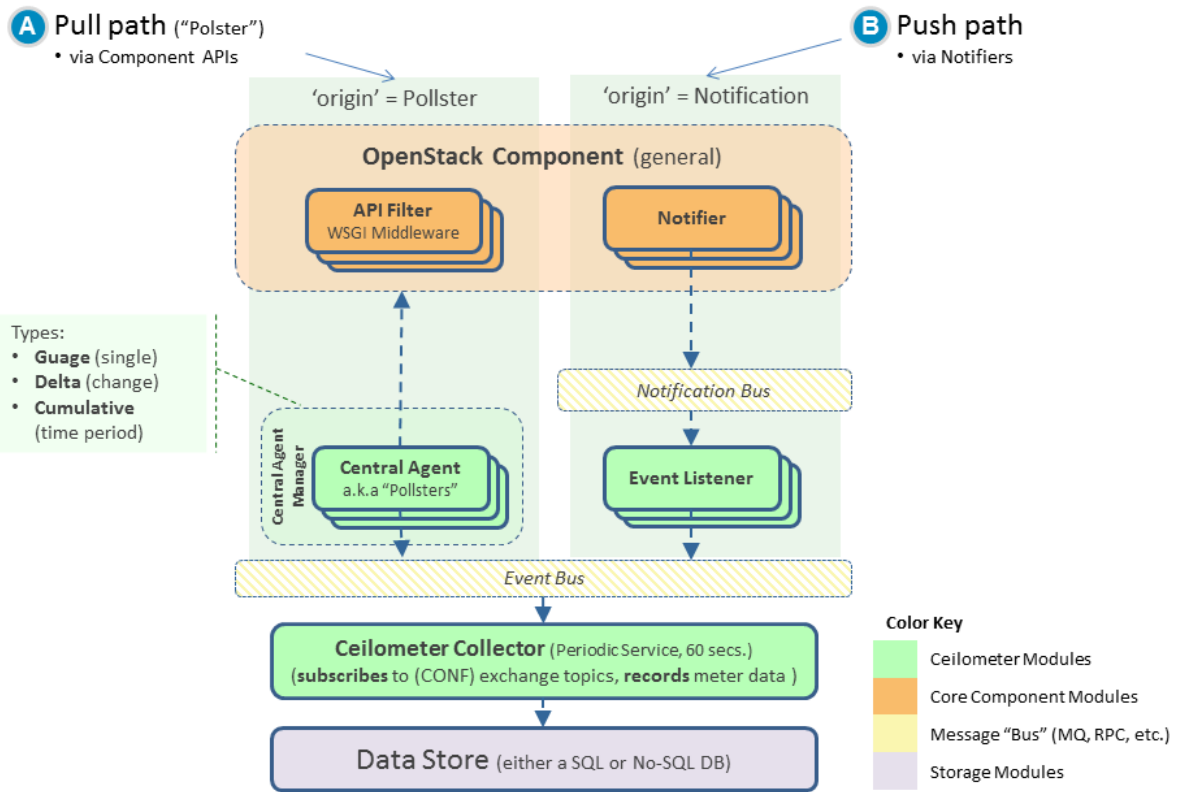 A Pull path (“Polster”)
• via Component APIs
B Push path
• via Notifiers
‘origin’ = Pollster
‘origin’ = Notification
OpenStack Component (general)
API Filter
WSGI Middleware
Notifier
Types:
• Guage (single)
• Delta (change)
• Cumulative
(time period)
Notification Bus
Central Agent
Manager
Central Agent
a.k.a “Pollsters”
Event Listener
Event Bus
Ceilometer Collector (Periodic Service, 60 secs.)
(subscribes to (CONF) exchange topics, records meter data )
Data Store (either a SQL or No-SQL DB)
Color Key
Ceilometer Modules
Core Component Modules
Message “Bus” (MQ, RPC, etc.)
Storage Modules